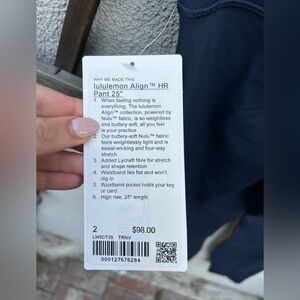 WHY WE MADE THIS
lululemon Align™ HR
Pant 25"
1. When feeling nothing is
everything. The lululemon
Align™ collection, powered by
Nulu™ fabric, is so weightless
and buttery soft, all you feel
is your practice
2. Our buttery-soft Nulu™ fabric
feels weightlessly light and is
sweat-wicking and four-way
stretch
3. Added Lycra® fibre for stretch
and shape retention
4. Waistband lies flat and won't
dig in
5. Waistband pocket holds your key
or card
6. High rise, 25" length
2 $98.00
LW5CT3S TRNV
000127676284